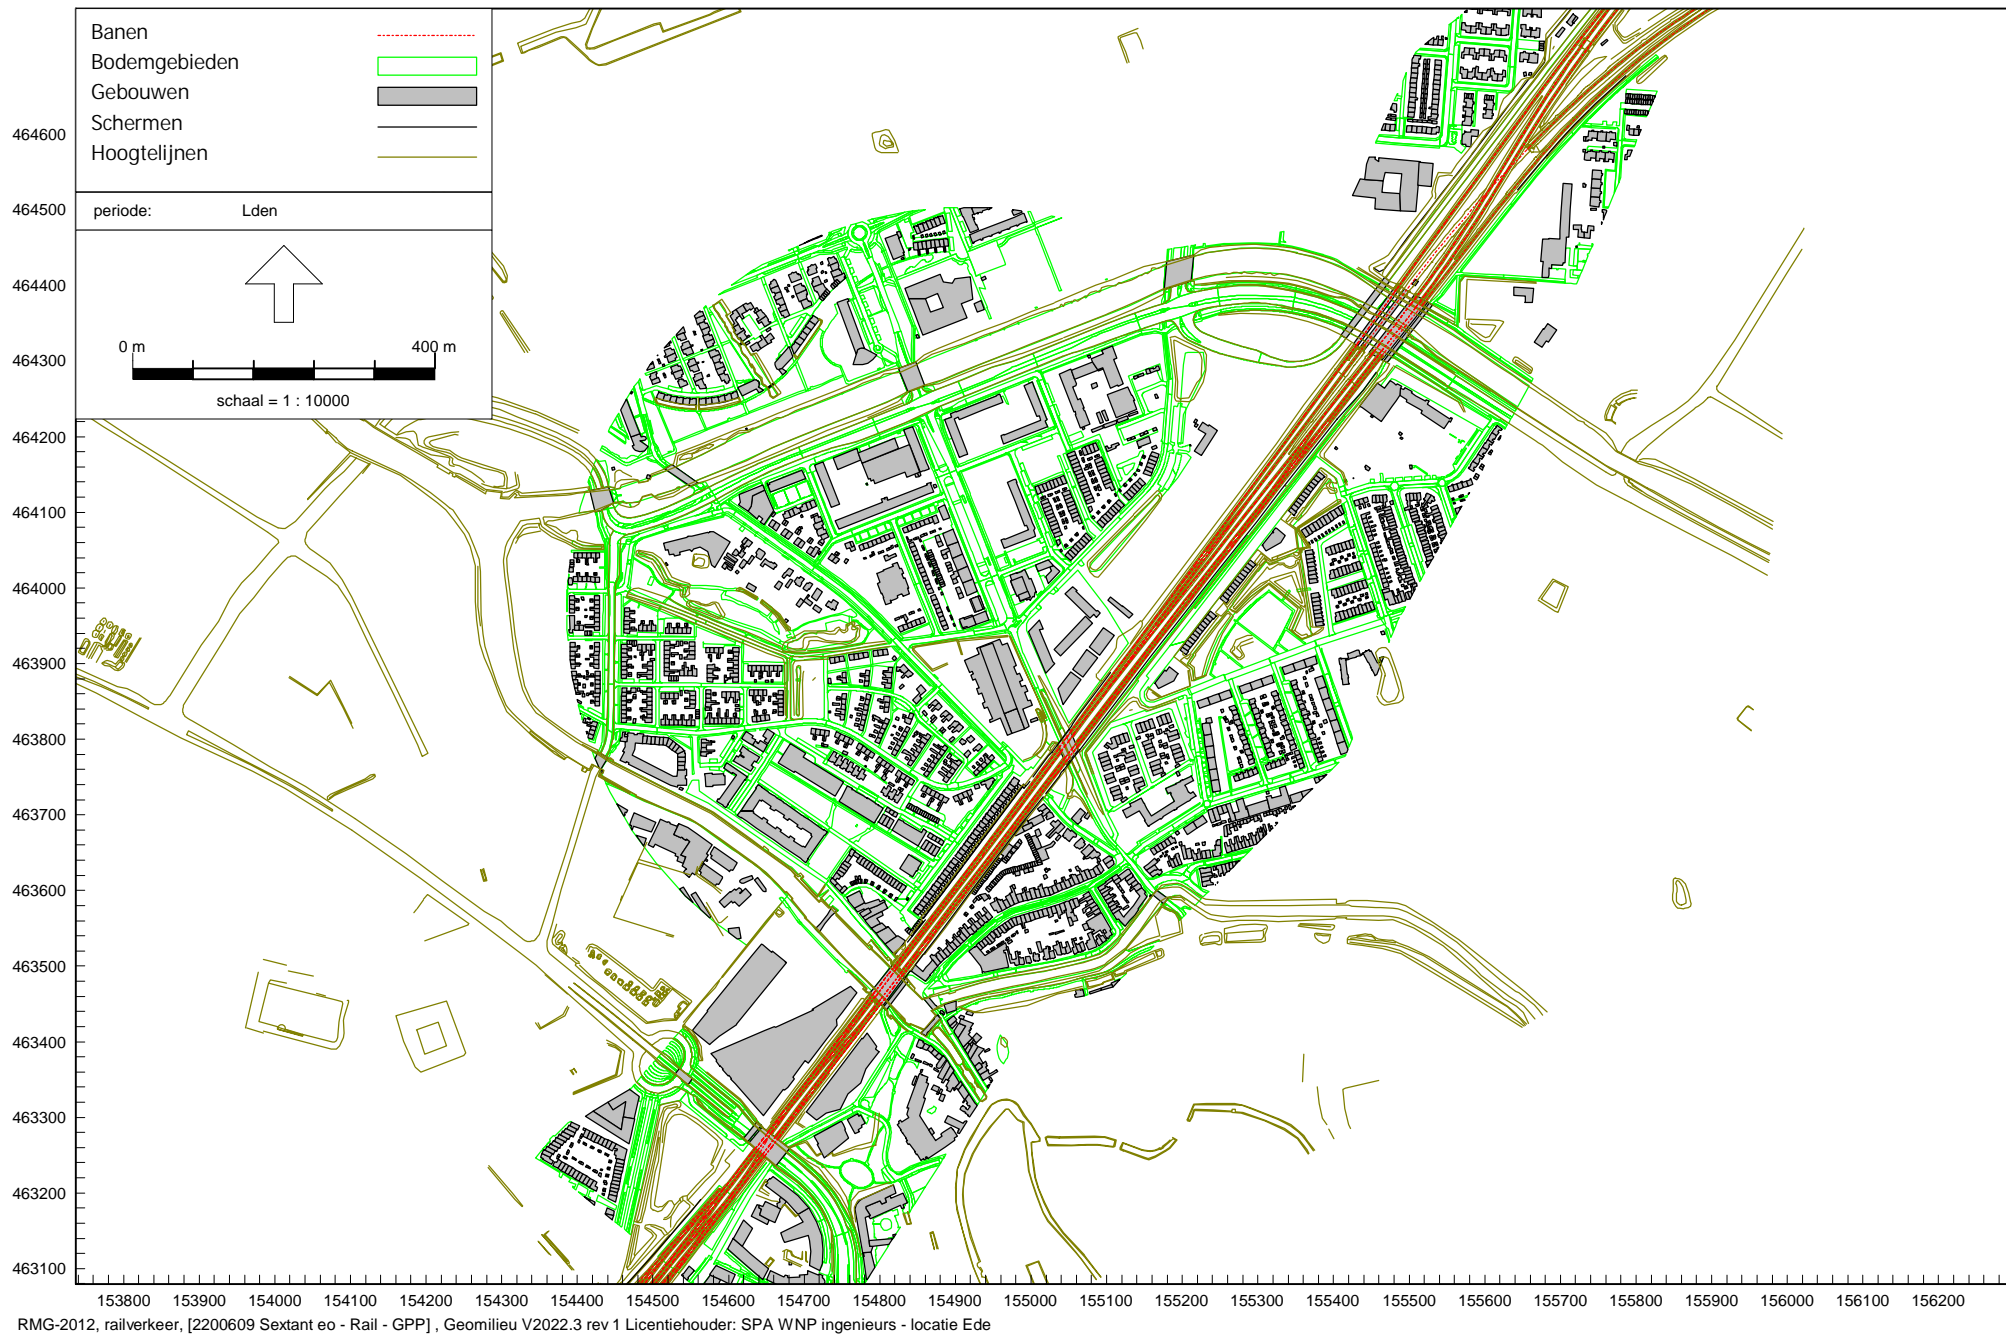 Banen
Bodemgebieden
Gebouwen
Schermen
Hoogtelijnen
periode: Lden
0 m 400 m
schaal = 1 : 10000
464600
464500
464400
464300
464200
464100
464000
463900
463800
463700
463600
463500
463400
463300
463200
463100
153800 153900 154000 154100 154200 154300 154400 154500 154600 154700 154800 154900 155000 155100 155200 155300 155400 155500 155600 155700 155800 155900 156000 156100 156200
RMG-2012, railverkeer, [2200609 Sextant eo - Rail - GPP] , Geomilieu V2022.3 rev 1 Licentiehouder: SPA WNP ingenieurs - locatie Ede